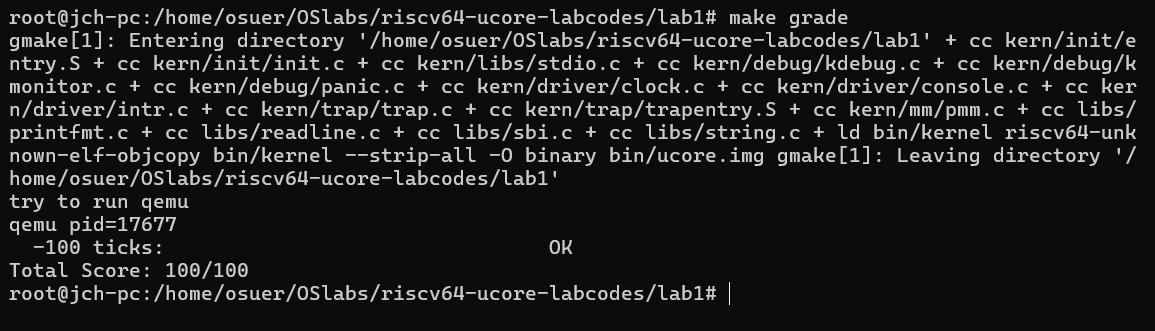 root@jch-pc:/home/osuer/OSlabs/riscv64-ucore-labcodes/lab1# make grade
gmake[1]: Entering directory '/home/osuer/OSlabs/riscv64-ucore-labcodes/lab1' + cc kern/init/e
ntry.S + cc kern/init/init.c + cc kern/libs/stdio.c + cc kern/debug/kdebug.c + cc kern/debug/k
monitor.c + cc kern/debug/panic.c + cc kern/driver/clock.c + cc kern/driver/console.c + cc ker
n/driver/intr.c + cc kern/trap/trap.c + cc kern/trap/trapentry.S + cc kern/mm/pmm.c + cc libs/
printfmt.c + cc libs/readline.c + cc libs/sbi.c + cc libs/string.c + ld bin/kernel riscv64-unk
nown-elf-objcopy bin/kernel --strip-all -O binary bin/ucore.img gmake[1]: Leaving directory '/
home/osuer/OSlabs/riscv64-ucore-labcodes/lab1'
try to run qemu
qemu pid=17677
  -100 ticks:                                OK
Total Score: 100/100
root@jch-pc:/home/osuer/OSlabs/riscv64-ucore-labcodes/lab1#